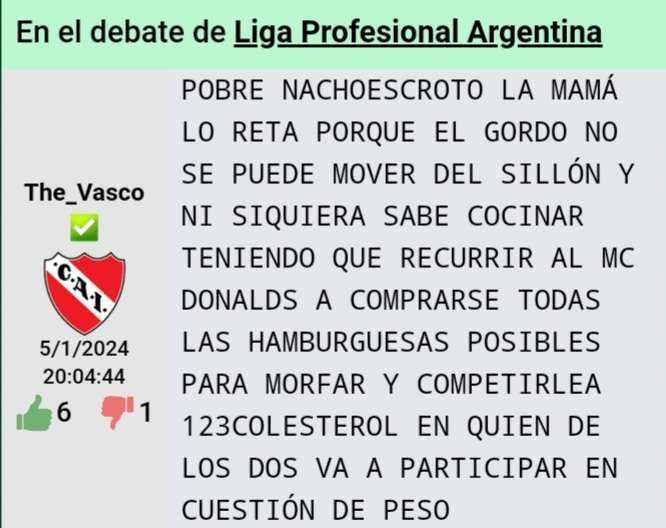 En el debate de Liga Profesional Argentina
The_Vasco
C.A.I.
5/1/2024
20:04:44
6 1
POBRE NACHOESCROTO LA MAMÁ
LO RETA PORQUE EL GORDO NO
SE PUEDE MOVER DEL SILLÓN Y
NI SIQUIERA SABE COCINAR
TENIENDO QUE RECURRIR AL MC
DONALDS A COMPRARSE TODAS
LAS HAMBURGUESAS POSIBLES
PARA MORFAR Y COMPETIRLEA
123COLESTEROL EN QUIEN DE
LOS DOS VA A PARTICIPAR EN
CUESTIÓN DE PESO